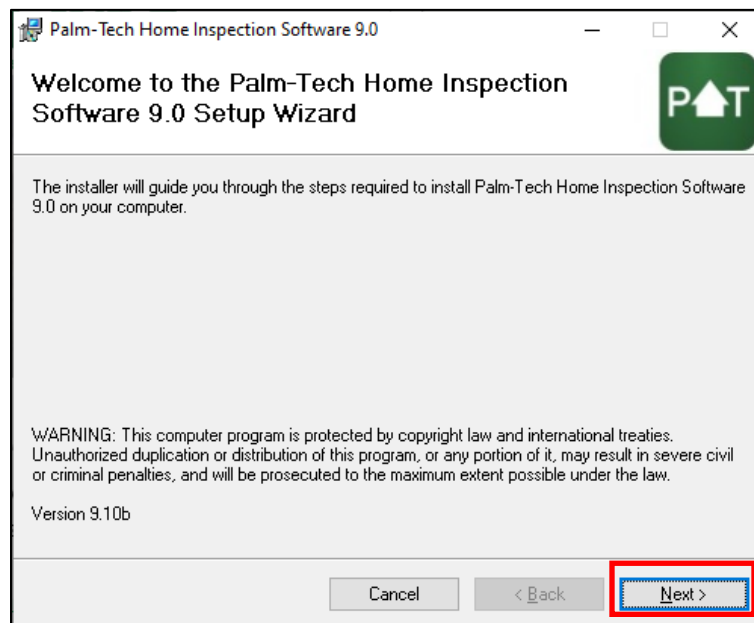 Palm-Tech Home Inspection Software 9.0
Welcome to the Palm-Tech Home Inspection
Software 9.0 Setup Wizard
P T
The installer will guide you through the steps required to install Palm-Tech Home Inspection Software
9.0 on your computer.
WARNING: This computer program is protected by copyright law and international treaties.
Unauthorized duplication or distribution of this program, or any portion of it, may result in severe civil
or criminal penalties, and will be prosecuted to the maximum extent possible under the law.
Version 9.10b
Cancel < Back Next >